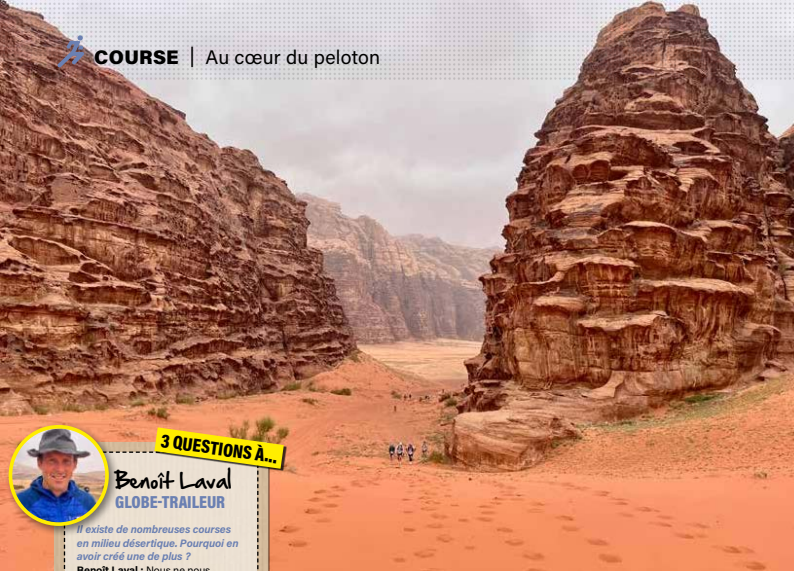 COURSE | Au cœur du peloton
3 QUESTIONS À...
Benoît Laval
GLOBE-TRAILEUR
Il existe de nombreuses courses
en milieu désertique. Pourquoi en
avoir créé une de plus ?
Benoît Laval : Nous ne nous